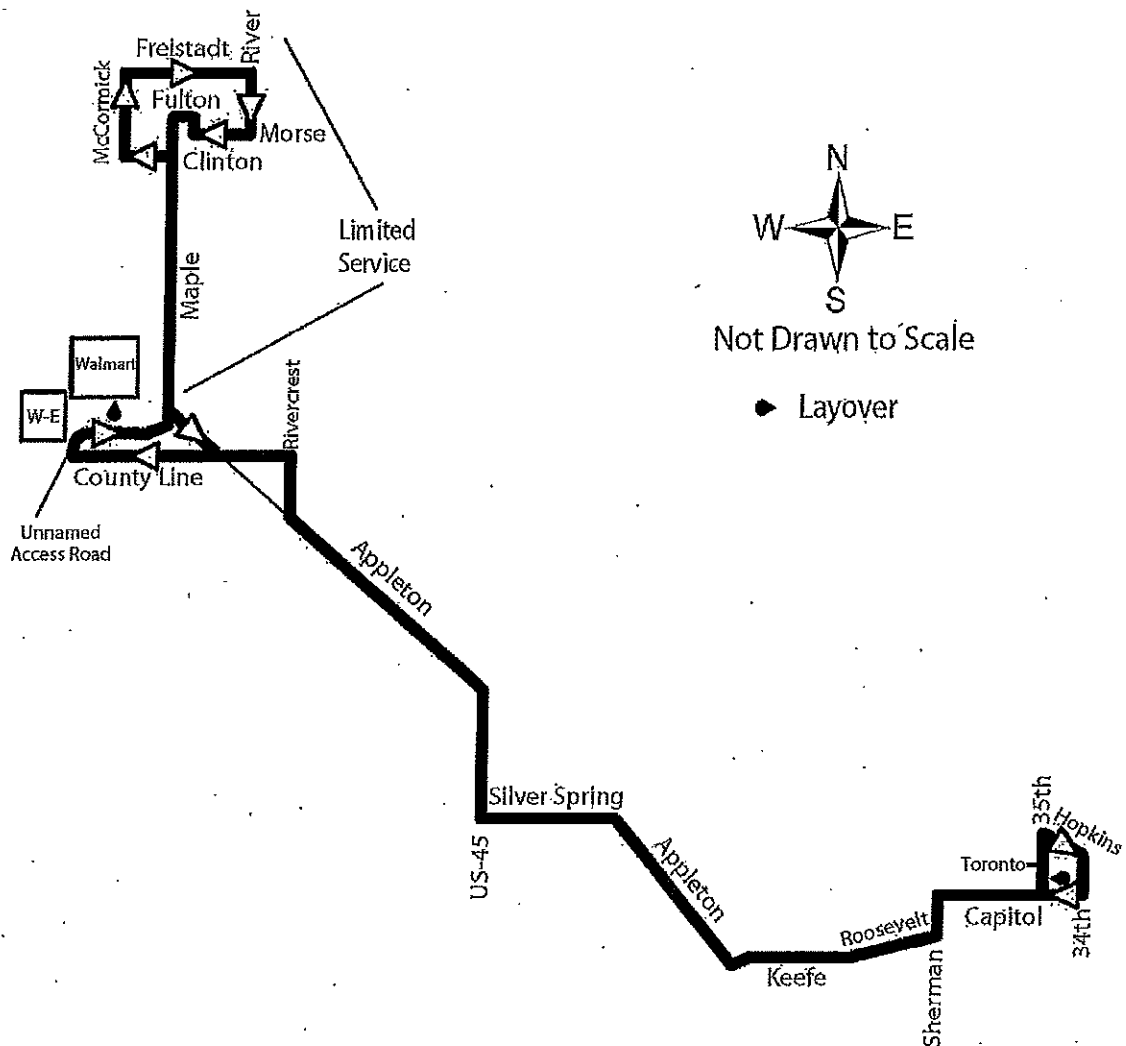 River
Freistadt
McCormick
Fulton
Morse
Clinton
N
W
E
S
Limited
Service
Maple
Not Drawn to Scale
Walmart
Layover
W-E
Rivercrest
County Line
Unnamed
Access Road
Appleton
Silver Spring
US-45
Appleton
35th
Hopkins
Toronto
Roosevelt
Capitol
34th
Keefe
Sherman